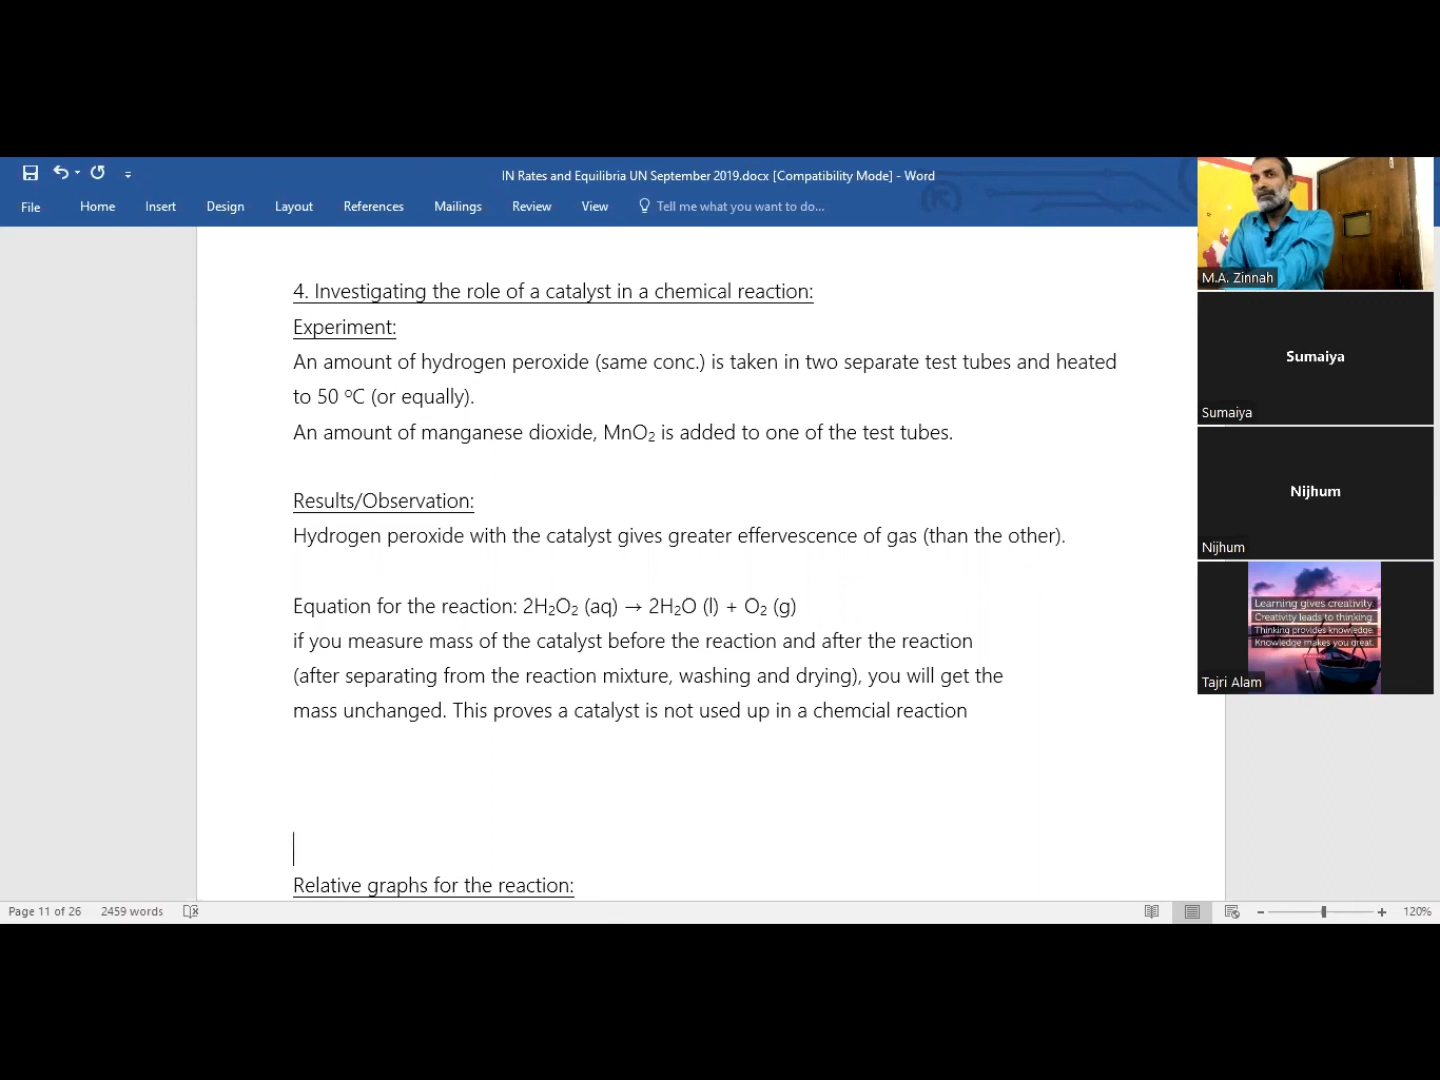 IN Rates and Equilibria UN September 2019.docx [Compatibility Mode] - Word
File Home Insert Design Layout References Mailings Review View Tell me what you want to do...
4. Investigating the role of a catalyst in a chemical reaction:
Experiment:
An amount of hydrogen peroxide (same conc.) is taken in two separate test tubes and heated
to 50 ᴼC (or equally).
An amount of manganese dioxide, MnO₂ is added to one of the test tubes.
Results/Observation:
Hydrogen peroxide with the catalyst gives greater effervescence of gas (than the other).
Equation for the reaction: 2H₂O₂ (aq) → 2H₂O (l) + O₂ (g)
if you measure mass of the catalyst before the reaction and after the reaction
(after separating from the reaction mixture, washing and drying), you will get the
mass unchanged. This proves a catalyst is not used up in a chemcial reaction
Relative graphs for the reaction:
Page 11 of 26 2459 words
120%
M.A. Zinnah
Sumaiya
Sumaiya
Nijhum
Nijhum
Learning gives creativity.
Creativity leads to thinking.
Thinking provides knowledge.
Knowledge makes you great.
Tajri Alam